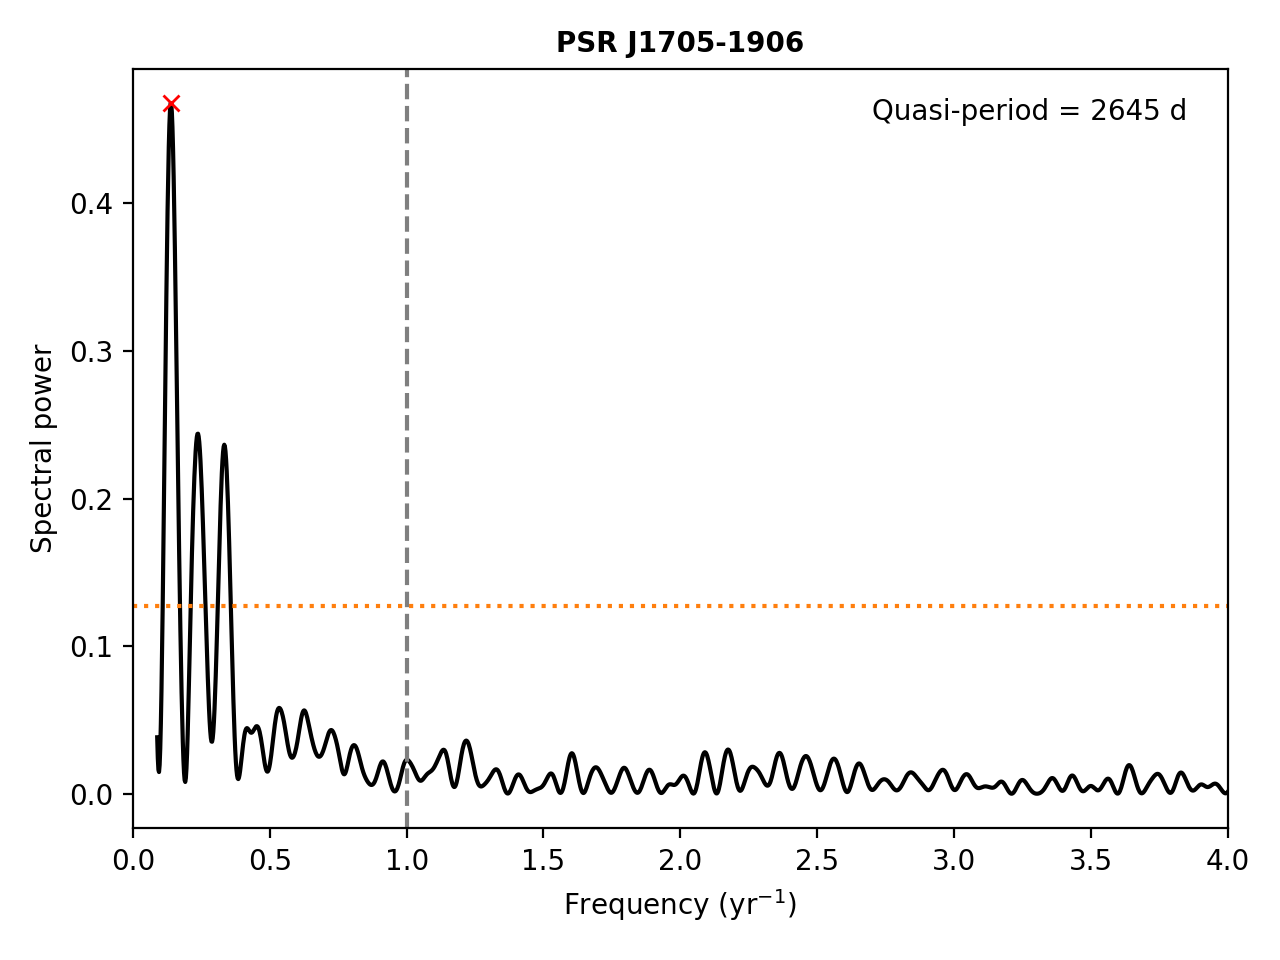 PSR J1705-1906
Quasi-period = 2645 d
Spectral power
0.4
0.3
0.2
0.1
0.0
0.0 0.5 1.0 1.5 2.0 2.5 3.0 3.5 4.0
Frequency (yr⁻¹)